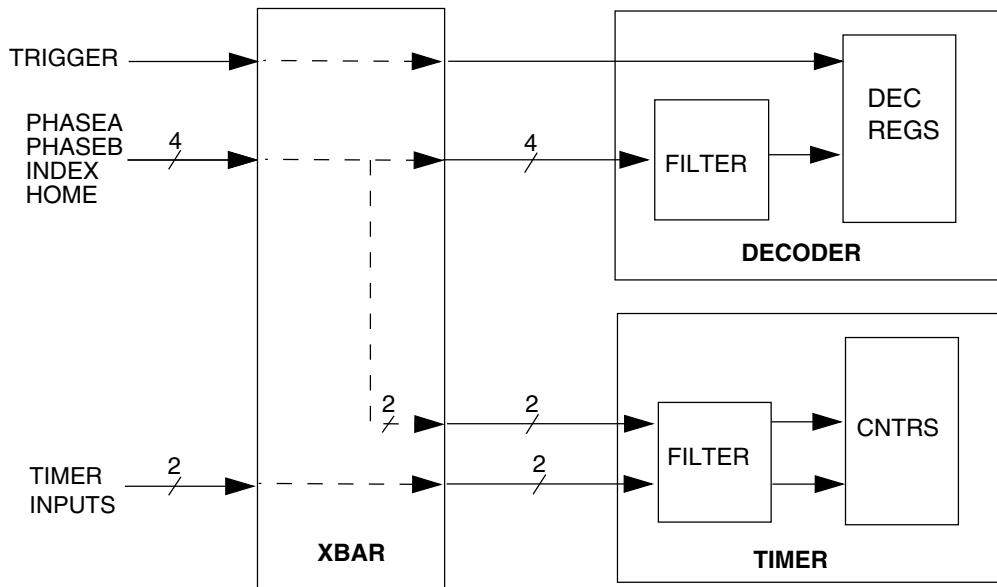 TRIGGER
PHASEA
PHASEB
INDEX
HOME
4
4
FILTER
DEC
REGS
DECODER
2
2
2
2
TIMER
INPUTS
XBAR
FILTER
CNTRS
TIMER